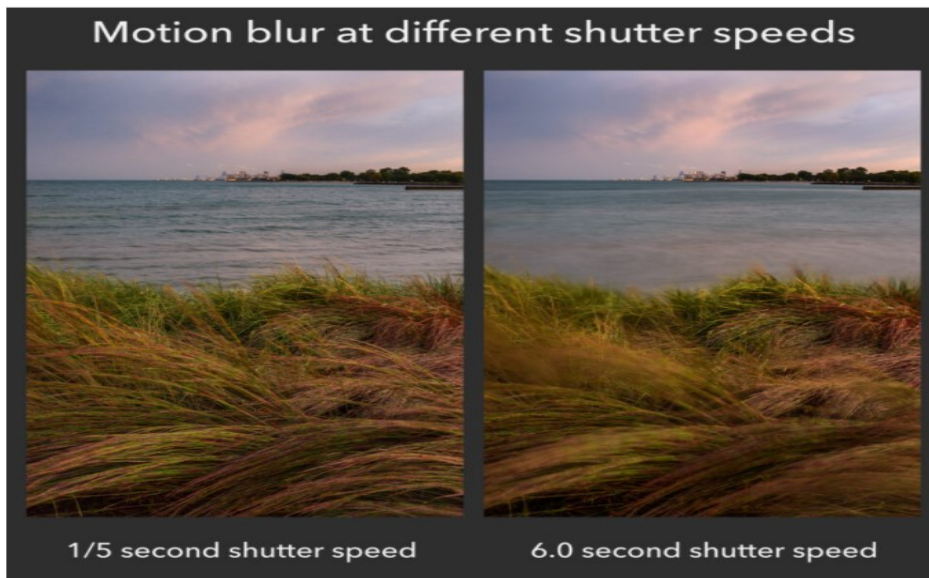 Motion blur at different shutter speeds
1/5 second shutter speed
6.0 second shutter speed